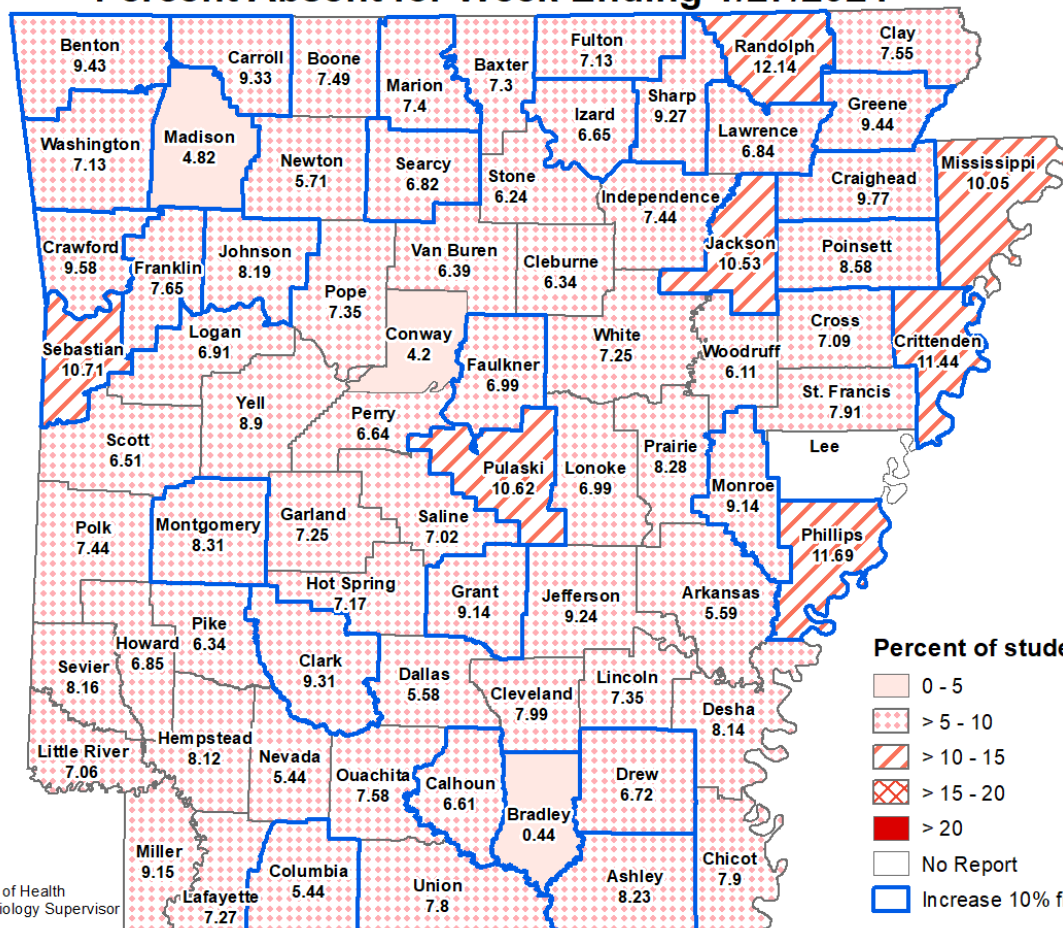 Percent Absent for Week Ending
Benton
9.43
Carroll
9.33
Boone
7.49
Marion
7.4
Baxter
7.3
Fulton
7.13
Sharp
9.27
Randolph
12.14
Clay
7.55
Izard
6.65
Lawrence
6.84
Greene
9.44
Washington
7.13
Madison
4.82
Newton
5.71
Searcy
6.82
Stone
6.24
Independence
7.44
Craighead
9.77
Mississippi
10.05
Crawford
9.58
Franklin
7.65
Johnson
8.19
Van Buren
6.39
Cleburne
6.34
Jackson
10.53
Poinsett
8.58
Pope
7.35
Sebastian
10.71
Logan
6.91
Conway
4.2
Faulkner
6.99
White
7.25
Woodruff
6.11
Cross
7.09
Crittenden
11.44
St. Francis
7.91
Yell
8.9
Perry
6.64
Scott
6.51
Pulaski
10.62
Lonoke
6.99
Prairie
8.28
Lee
Monroe
9.14
Polk
7.44
Montgomery
8.31
Garland
7.25
Saline
7.02
Phillips
11.69
Hot Spring
7.17
Grant
9.14
Jefferson
9.24
Arkansas
5.59
Pike
6.34
Howard
6.85
Sevier
8.16
Clark
9.31
Dallas
5.58
Cleveland
7.99
Lincoln
7.35
Desha
8.14
Little River
7.06
Hempstead
8.12
Nevada
5.44
Ouachita
7.58
Calhoun
6.61
Bradley
0.44
Drew
6.72
Miller
9.15
Lafayette
7.27
Columbia
5.44
Union
7.8
Ashley
8.23
Chicot
7.9
Percent of stude
0 - 5
> 5 - 10
> 10 - 15
> 15 - 20
> 20
No Report
Increase 10% f
of Health
iology Supervisor